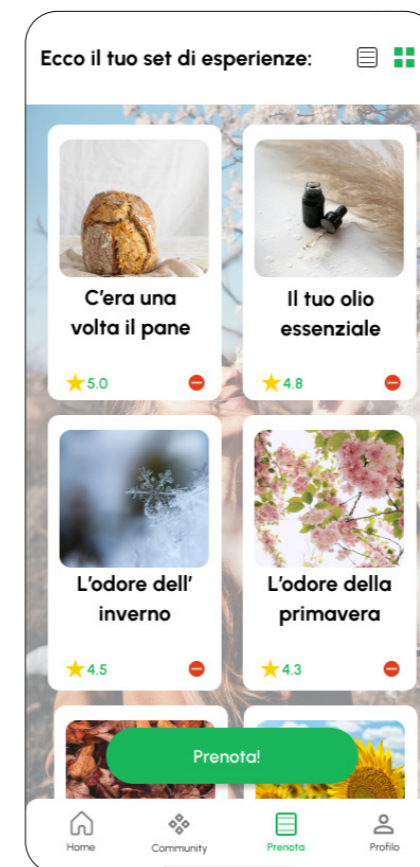 Ecco il tuo set di esperienze:
C'era una
volta il pane
Il tuo olio
essenziale
5.0
4.8
L'odore dell'
inverno
L'odore della
primavera
4.5
4.3
Prenota!
Home
Community
Prenota
Profilo